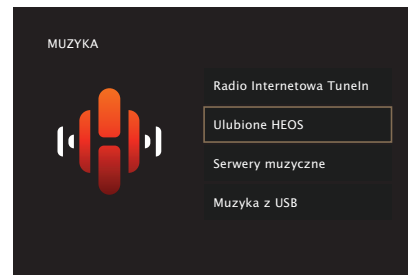 MUZYKA
Radio Internetowa TuneIn
Ulubione HEOS
Serwery muzyczne
Muzyka z USB